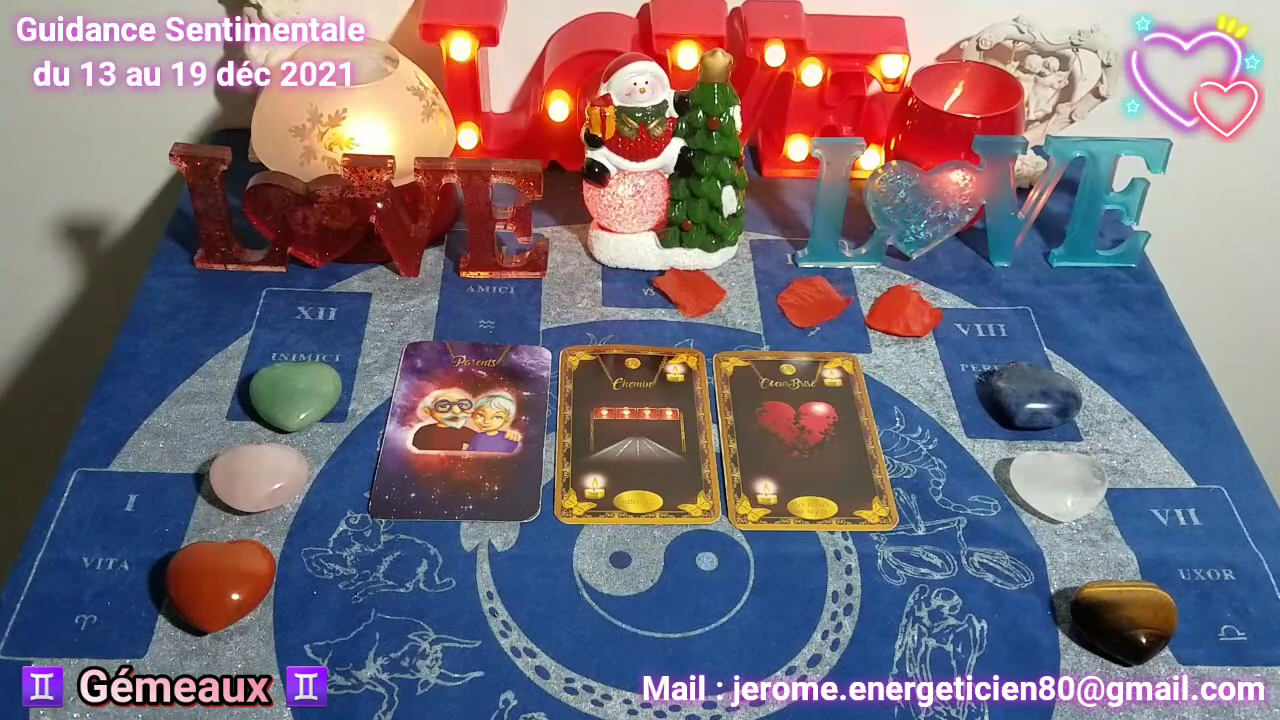 Guidance Sentimentale
du 13 au 19 déc 2021
LOVE
LOVE
LOVE
AMICI
XII
INIMICI
VIII
Parents
Chemin
Cœur Brisé
I
VITA
VII
UXOR
♊ Gémeaux ♊
Mail : jerome.energeticien80@gmail.com